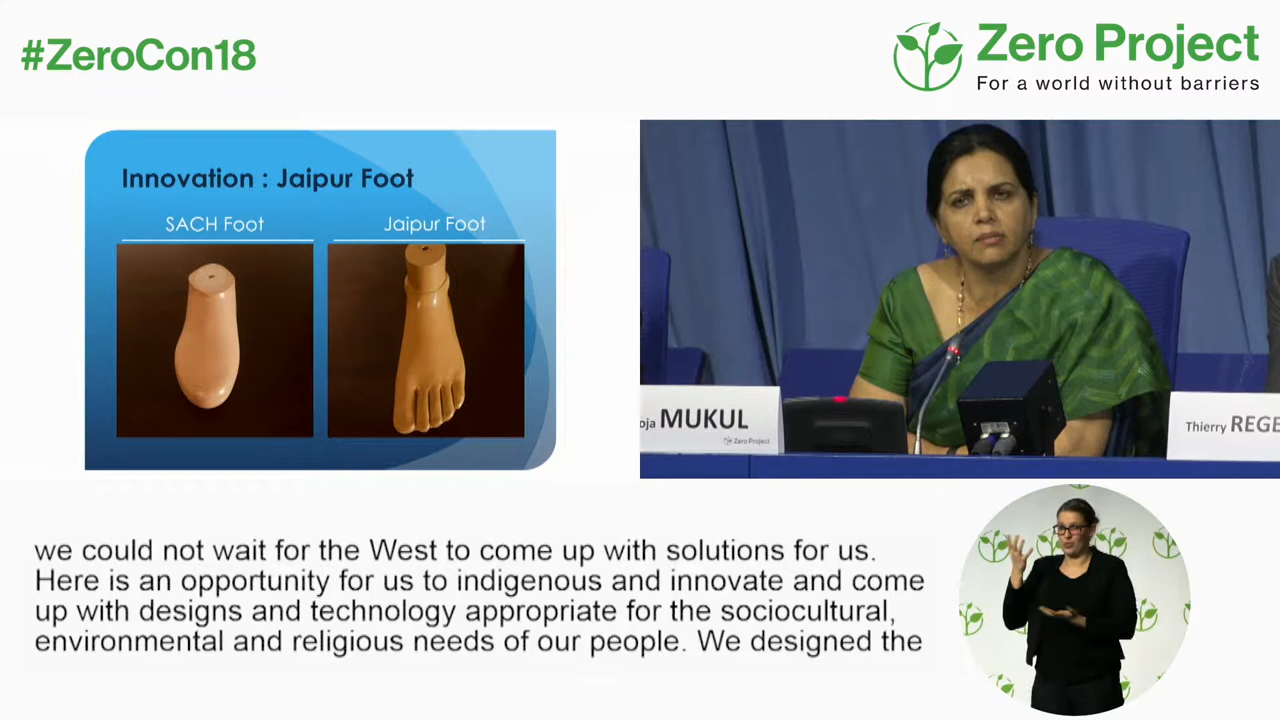 #ZeroCon18
Zero Project
For a world without barriers
Innovation : Jaipur Foot
SACH Foot
Jaipur Foot
oja MUKUL
Zero Project
Thierry REGE
we could not wait for the West to come up with solutions for us.
Here is an opportunity for us to indigenous and innovate and come
up with designs and technology appropriate for the sociocultural,
environmental and religious needs of our people. We designed the